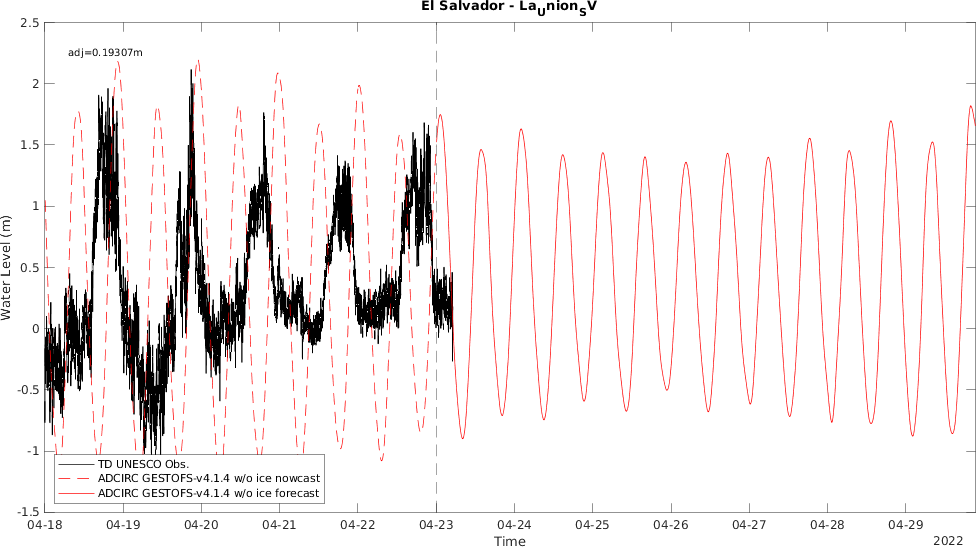 El Salvador - LaUnionSV
2.5
adj=0.19307m
2
1.5
1
0.5
0
-0.5
-1
-1.5
Water Level (m)
TD UNESCO Obs.
ADCIRC GESTOFS-v4.1.4 w/o ice nowcast
ADCIRC GESTOFS-v4.1.4 w/o ice forecast
04-18 04-19 04-20 04-21 04-22 04-23 04-24 04-25 04-26 04-27 04-28 04-29
Time
2022